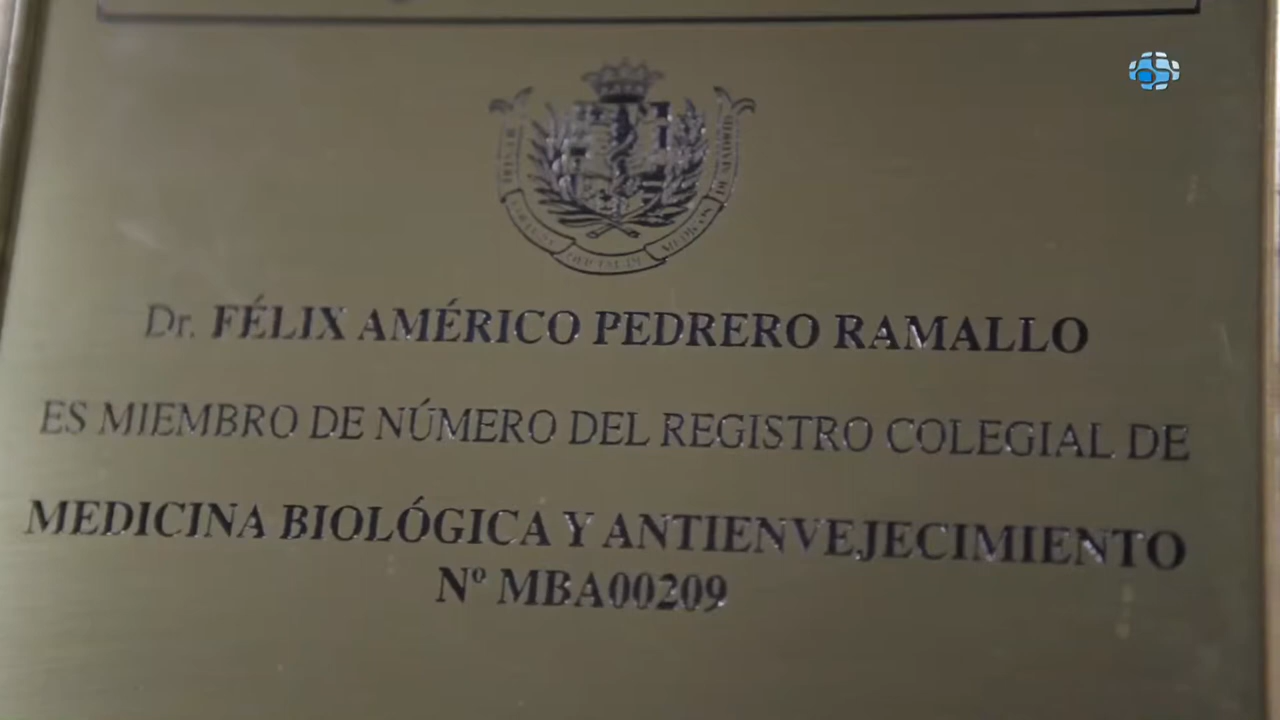 Dr. FÉLIX AMÉRICO PEDRERO RAMALLO
ES MIEMBRO DE NÚMERO DEL REGISTRO COLEGIAL DE
MEDICINA BIOLÓGICA Y ANTIENVEJECIMIENTO
Nº MBA00209